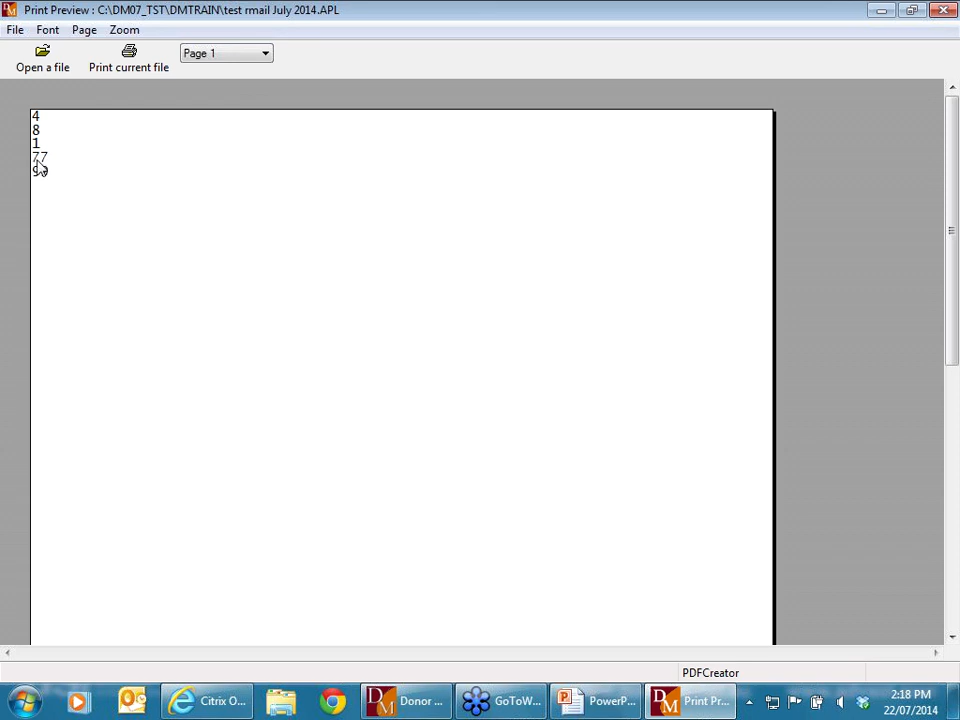 Print Preview : C:\DM07_TST\DMTRAIN\test rmail July 2014.APL
File Font Page Zoom
Open a file Print current file Page 1
4
8
1
77
PDFCreator
Citrix O... Donor ... GoToW... PowerP... Print Pr...
2:18 PM
22/07/2014